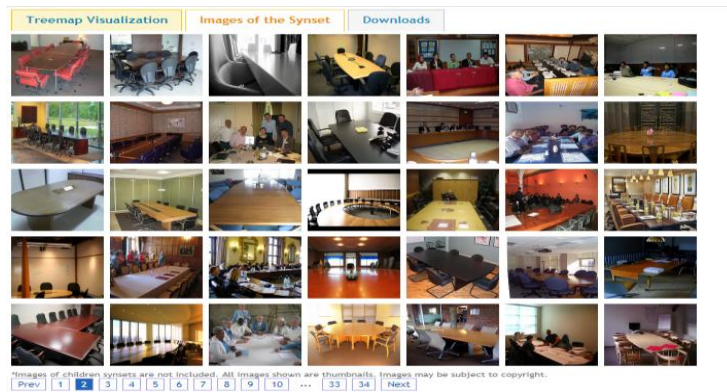 Treemap Visualization Images of the Synset Downloads
*Images of children synsets are not included. All images shown are thumbnails. Images may be subject to copyright.
Prev 1 2 3 4 5 6 7 8 9 10 ... 33 34 Next